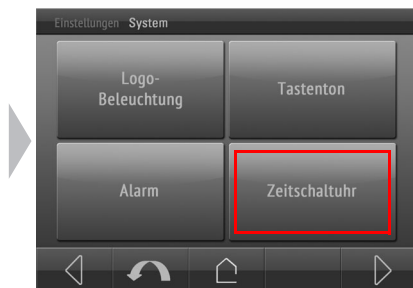 Einstellungen System
Logo-
Beleuchtung
Tastenton
Alarm
Zeitschaltuhr